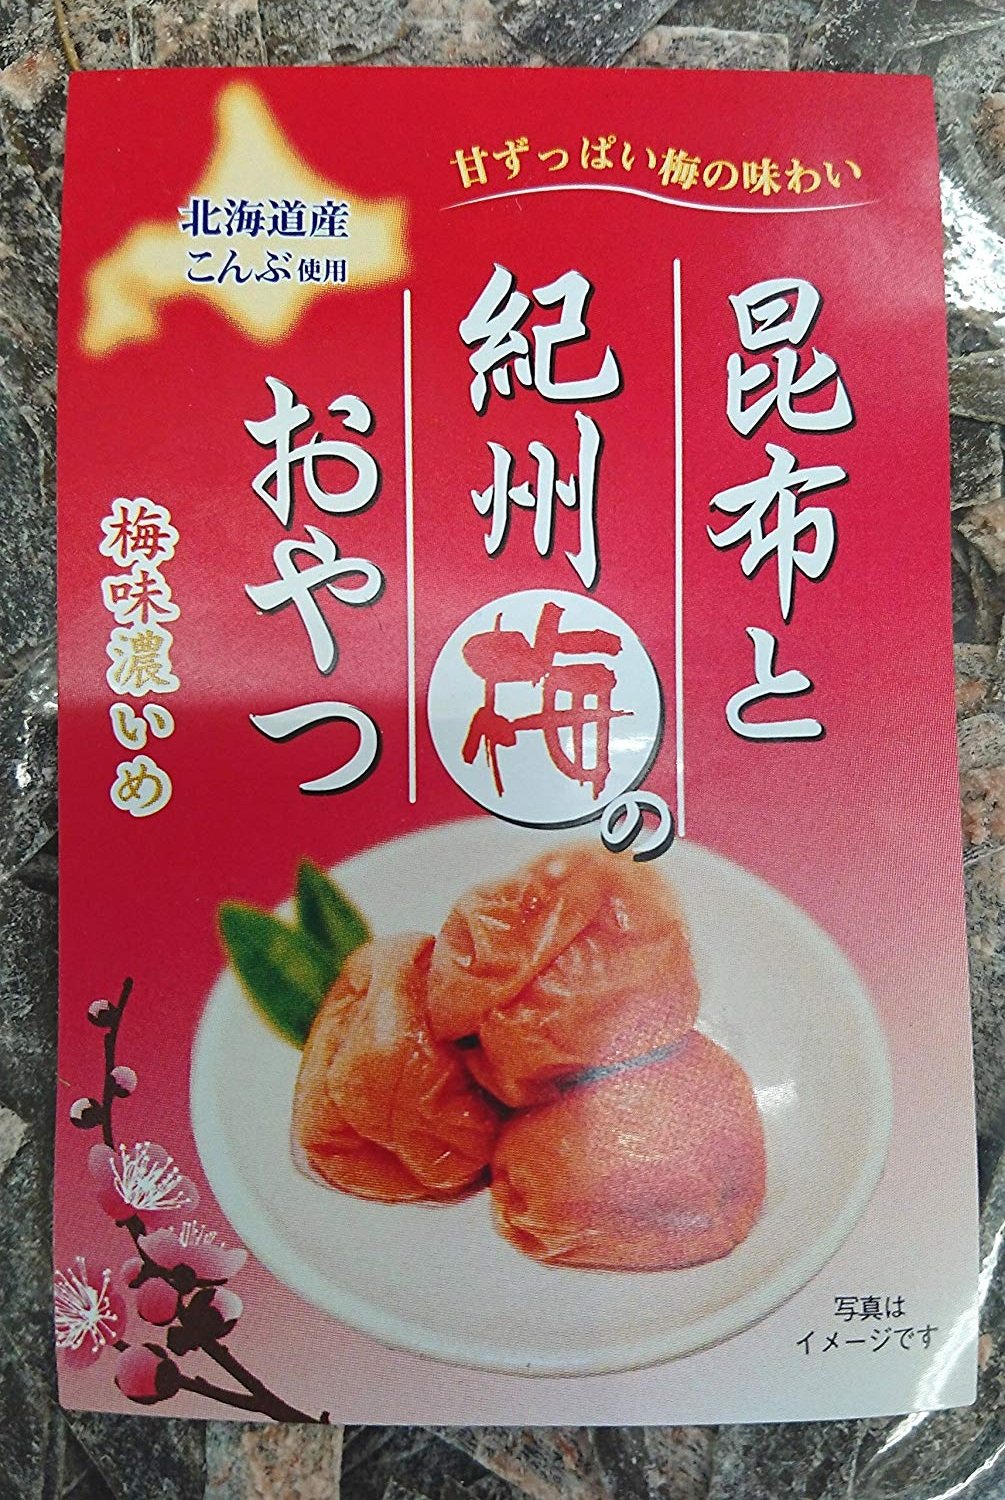 甘ずっぱい梅の味わい
北海道産
こんぶ使用
昆布と
紀州梅の
おやつ
梅味濃いめ
写真は
イメージです